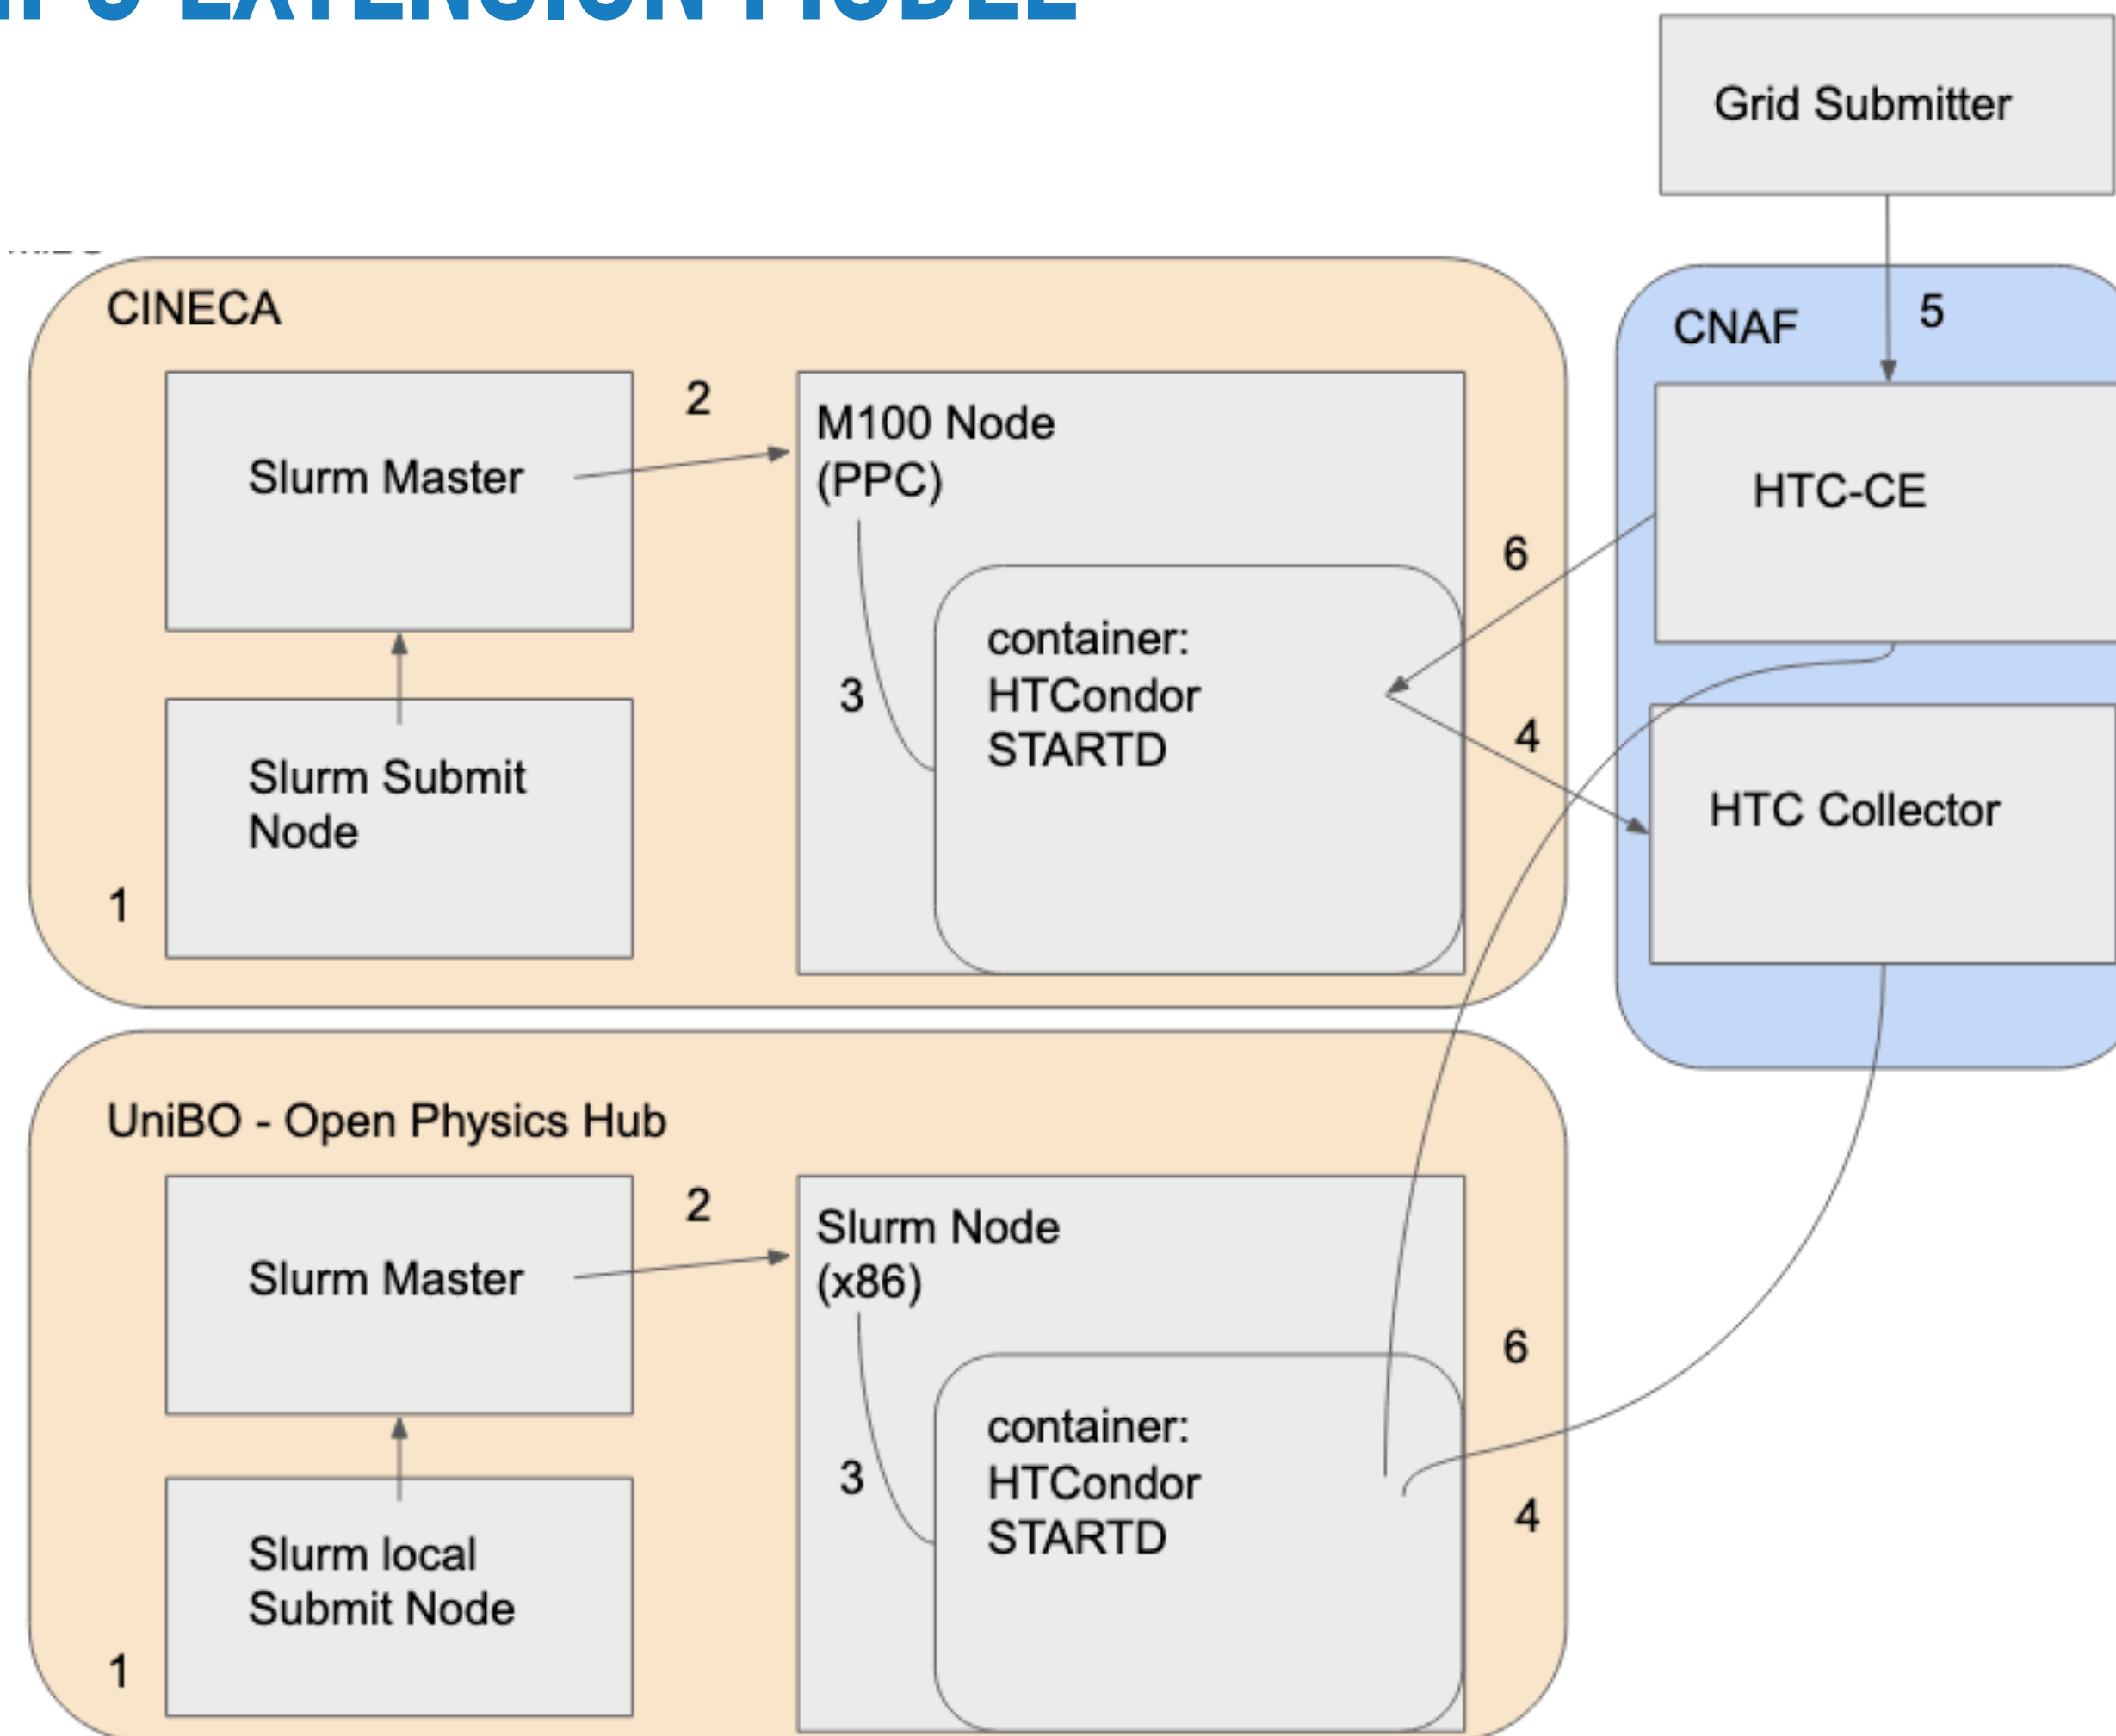 EXTENSION MODEL
Grid Submitter
CINECA
CNAF
5
2
Slurm Master
M100 Node
(PPC)
HTC-CE
6
container:
HTCondor
STARTD
3
4
Slurm Submit
Node
HTC Collector
1
UniBO - Open Physics Hub
2
Slurm Master
Slurm Node
(x86)
6
container:
HTCondor
STARTD
3
4
Slurm local
Submit Node
1